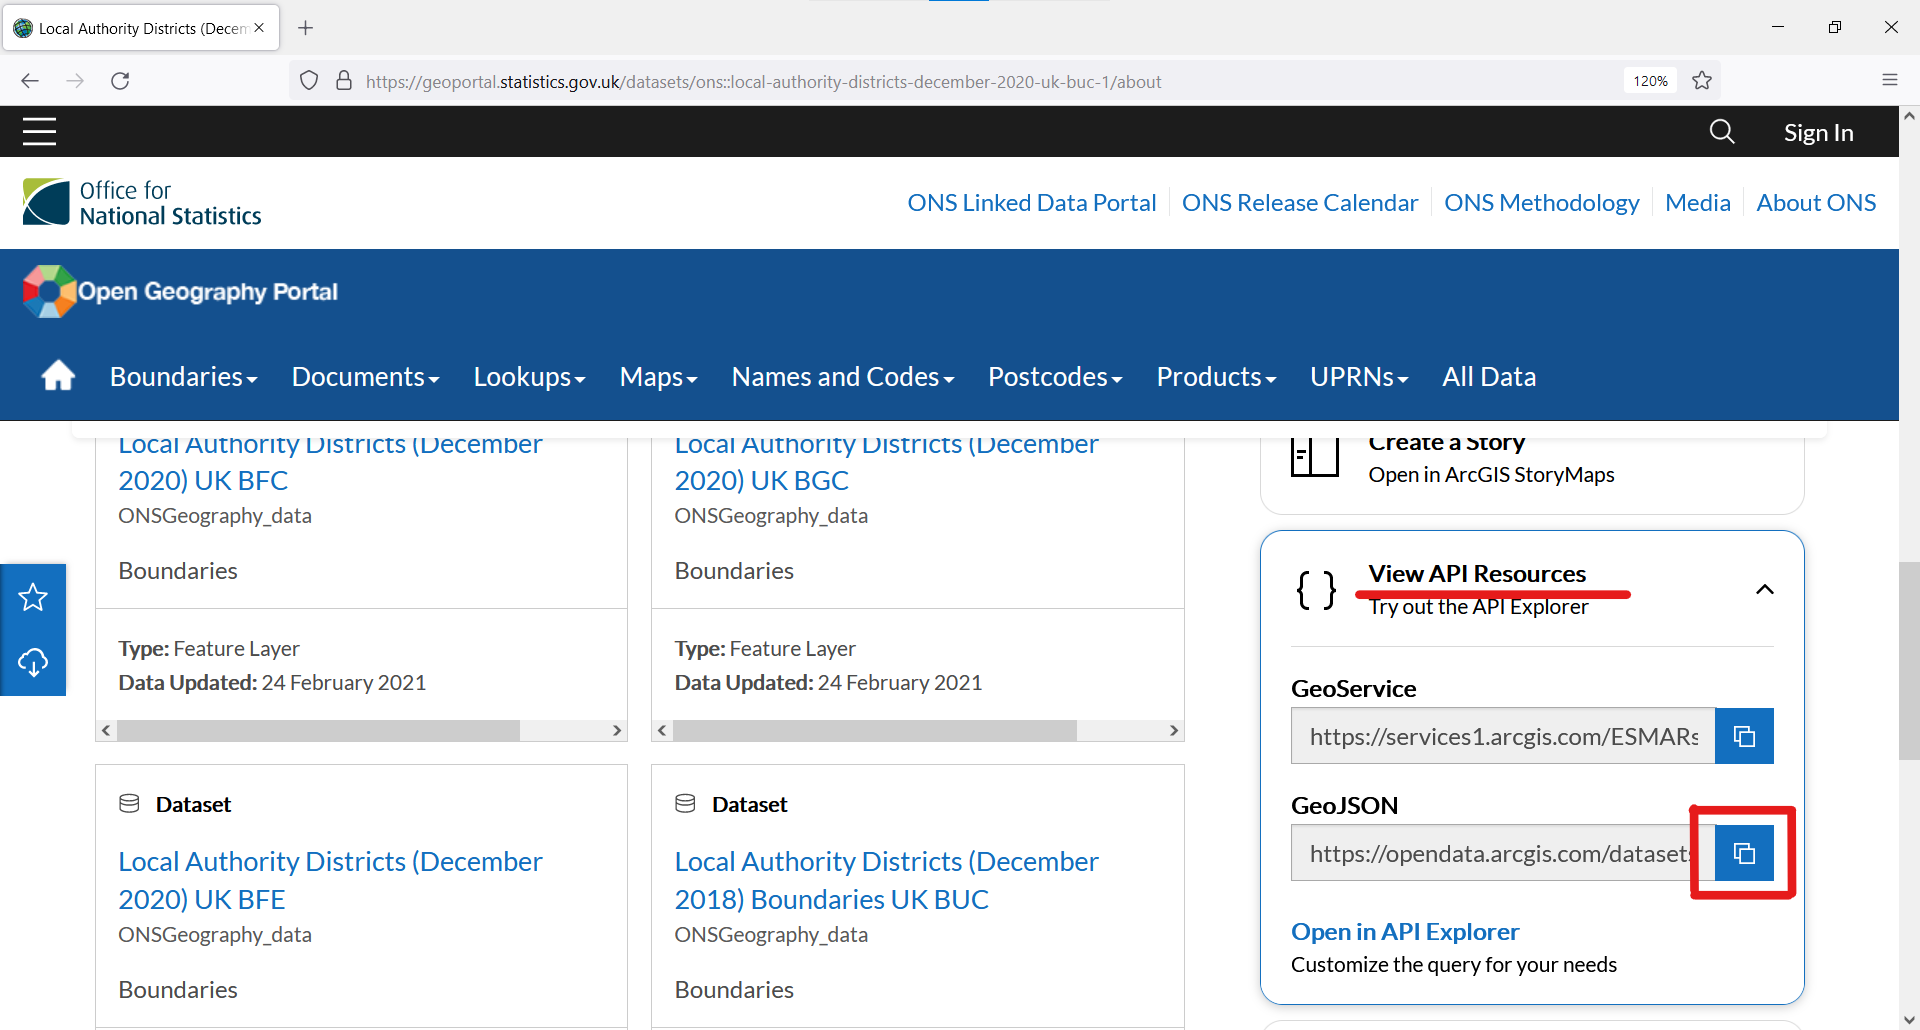 Local Authority Districts (Decem
https://geoportal.statistics.gov.uk/datasets/ons::local-authority-districts-december-2020-uk-buc-1/about
120%
Sign In
Office for
National Statistics
ONS Linked Data Portal
ONS Release Calendar
ONS Methodology
Media
About ONS
Open Geography Portal
Boundaries
Documents
Lookups
Maps
Names and Codes
Postcodes
Products
UPRNs
All Data
Local Authority Districts (December
2020) UK BFC
ONSGeography_data
Boundaries
Type: Feature Layer
Data Updated: 24 February 2021
Local Authority Districts (December
2020) UK BGC
ONSGeography_data
Boundaries
Type: Feature Layer
Data Updated: 24 February 2021
Dataset
Local Authority Districts (December
2020) UK BFE
ONSGeography_data
Boundaries
Dataset
Local Authority Districts (December
2018) Boundaries UK BUC
ONSGeography_data
Boundaries
Create a Story
Open in ArcGIS StoryMaps
{ }
View API Resources
Try out the API Explorer
GeoService
https://services1.arcgis.com/ESMARs
GeoJSON
https://opendata.arcgis.com/datasets
Open in API Explorer
Customize the query for your needs